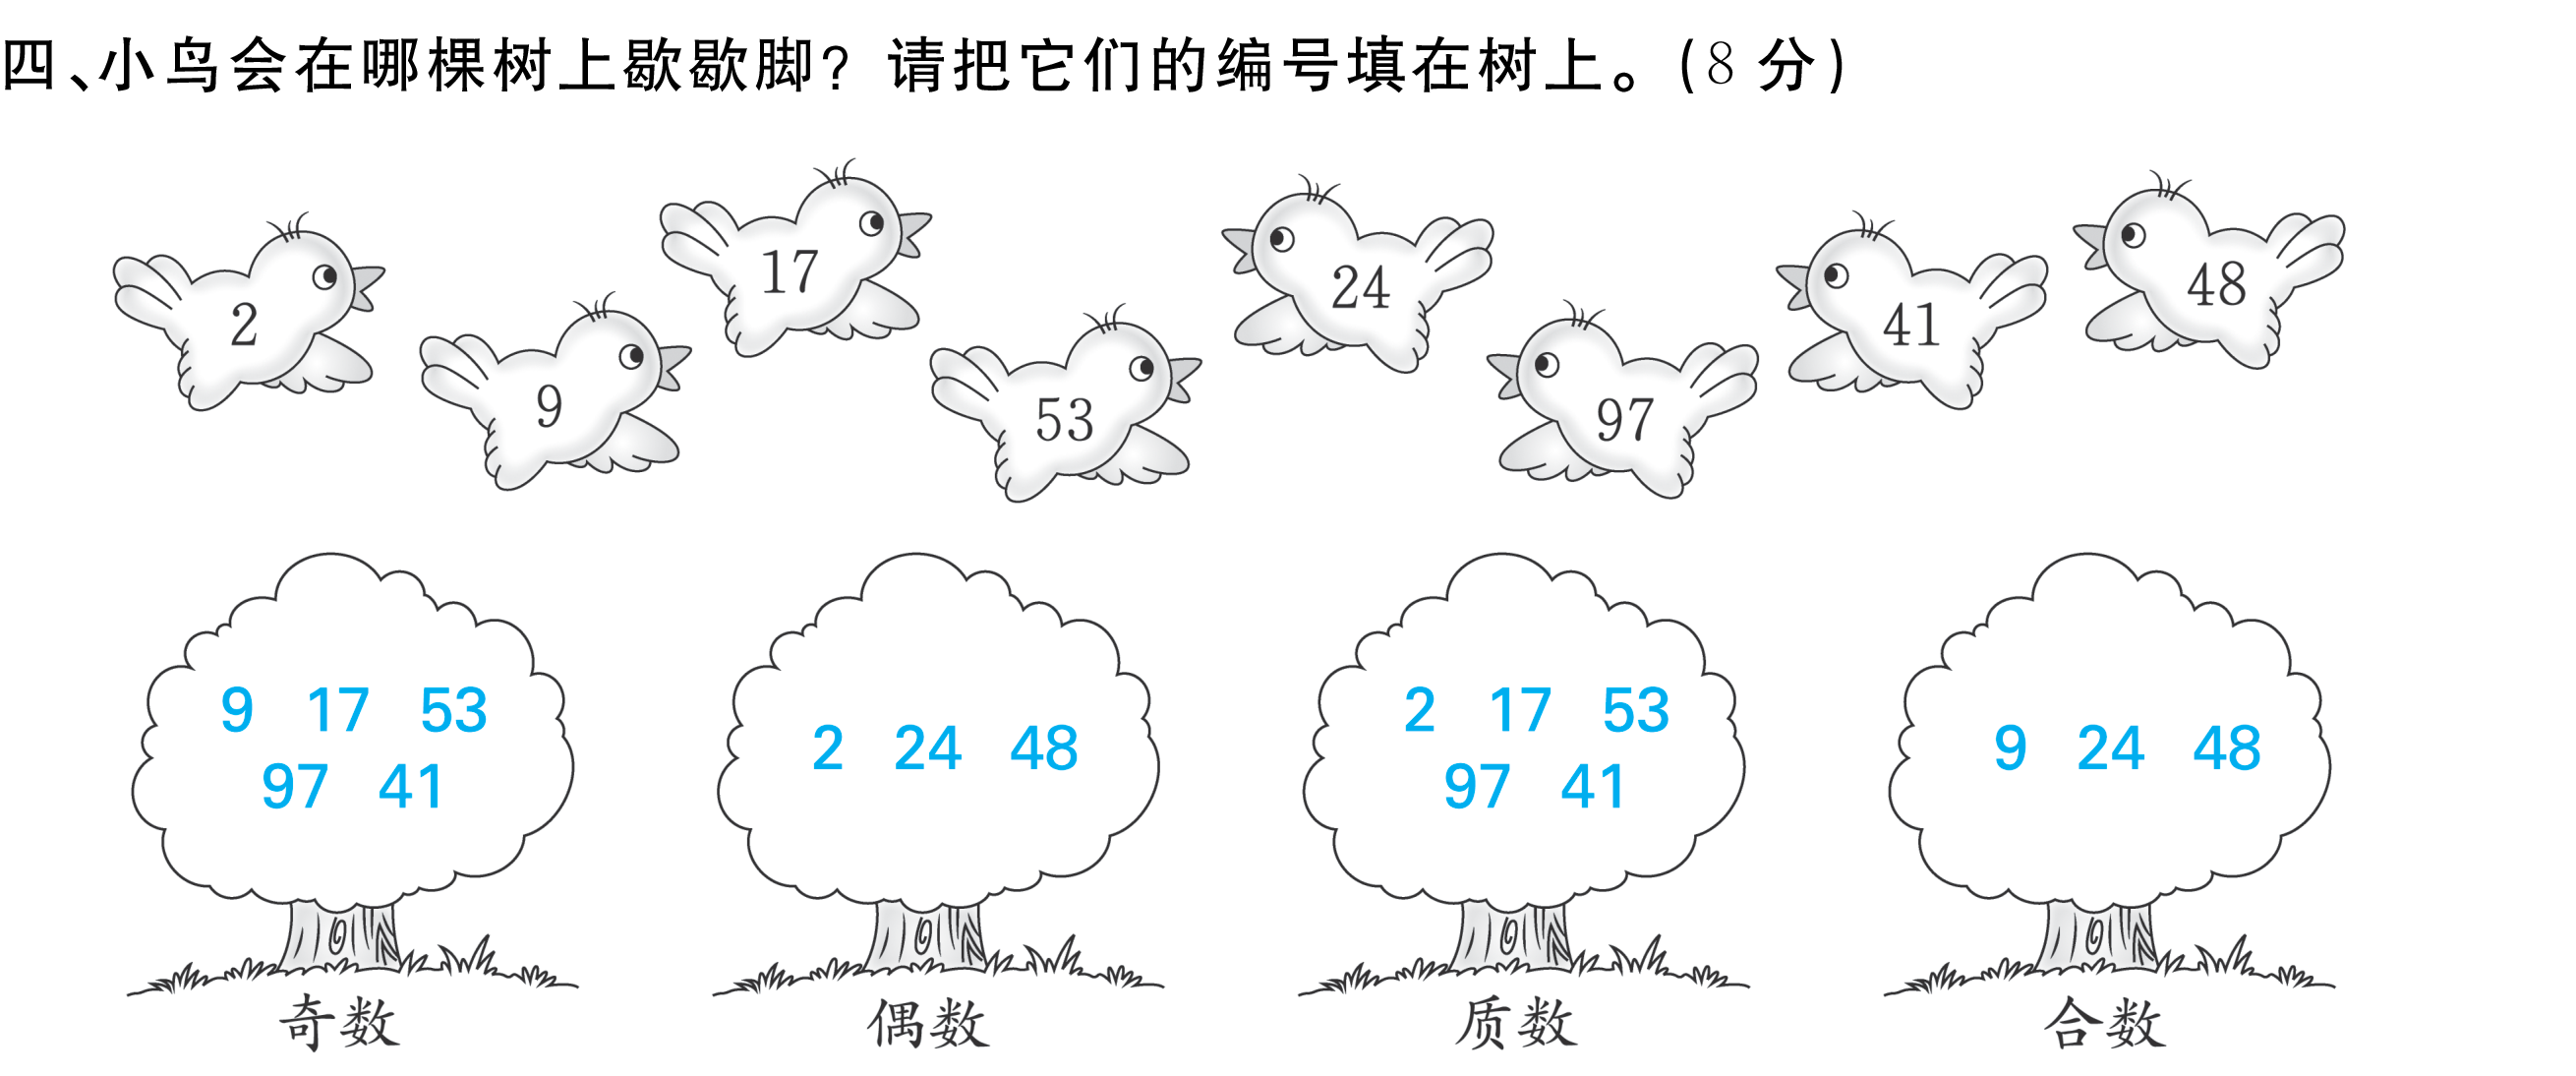 四、小鸟会在哪棵树上歇歇脚？请把它们的编号填在树上。(8分)
2 9 17 53 24 97 41 48
9 17 53
97 41
奇数
2 24 48
偶数
2 17 53
97 41
质数
9 24 48
合数